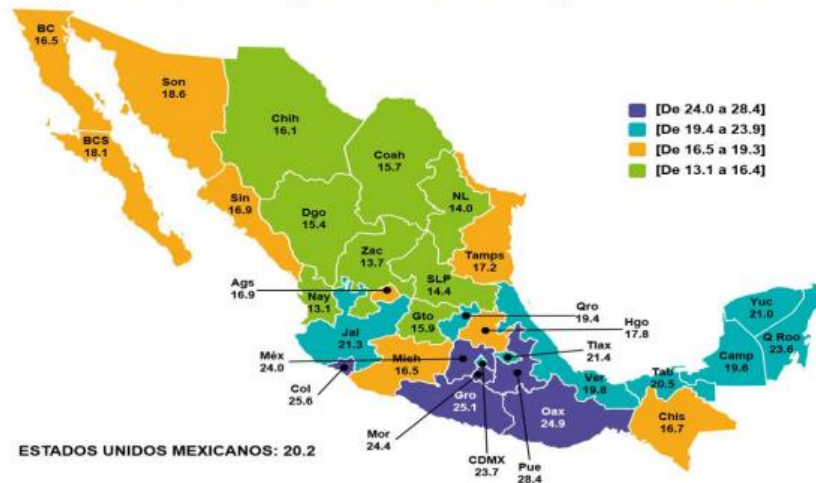 BC
16.5
Son
18.6
BCS
18.1
Chih
16.1
Coah
15.7
Sin
16.9
Dgo
15.4
NL
14.0
Tamps
17.2
Zac
13.7
SLP
14.4
Ags
16.9
Nay
13.1
Jal
21.3
Gto
15.9
Qro
19.4
Hgo
17.8
Tlax
21.4
Méx
24.0
Mich
16.5
Col
25.6
Gro
25.1
Mor
24.4
CDMX
23.7
Pue
28.4
Oax
24.9
Ver
19.8
Tab
20.5
Chis
16.7
Camp
19.6
Yuc
21.0
Q Roo
23.6
[De 24.0 a 28.4]
[De 19.4 a 23.9]
[De 16.5 a 19.3]
[De 13.1 a 16.4]
ESTADOS UNIDOS MEXICANOS: 20.2